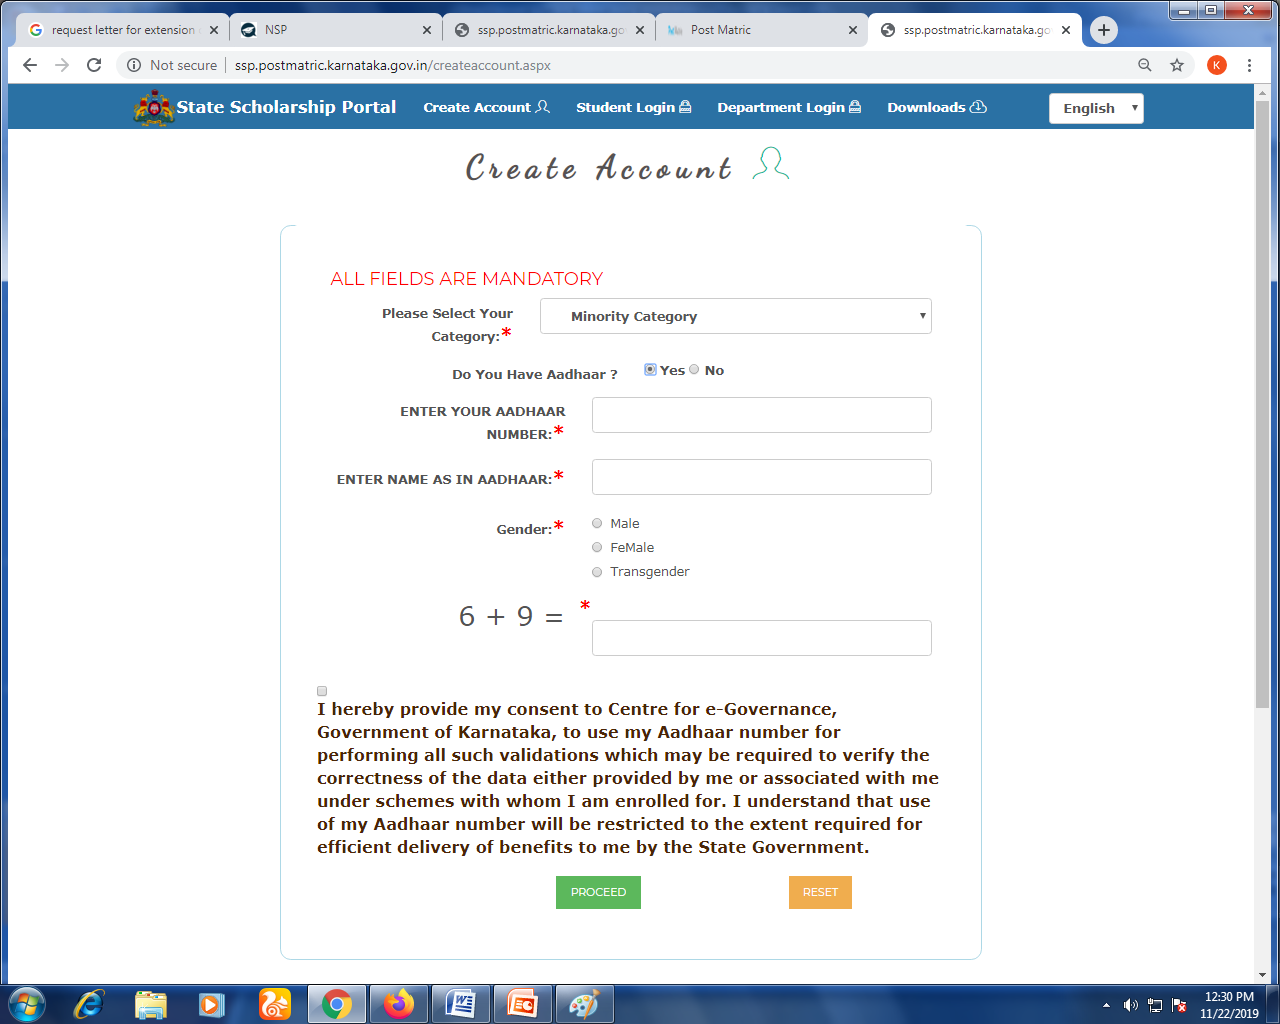 request letter for extension
NSP
ssp.postmatric.karnataka.go
Post Matric
ssp.postmatric.karnataka.go
Not secure
ssp.postmatric.karnataka.gov.in/createaccount.aspx
K
State Scholarship Portal
Create Account
Student Login
Department Login
Downloads
English
Create Account
ALL FIELDS ARE MANDATORY
Please Select Your
Category:*
Minority Category
Do You Have Aadhaar ?
Yes
No
ENTER YOUR AADHAAR
NUMBER:*
ENTER NAME AS IN AADHAAR:*
Gender:*
Male
FeMale
Transgender
6 + 9 = *
I hereby provide my consent to Centre for e-Governance,
Government of Karnataka, to use my Aadhaar number for
performing all such validations which may be required to verify the
correctness of the data either provided by me or associated with me
under schemes with whom I am enrolled for. I understand that use
of my Aadhaar number will be restricted to the extent required for
efficient delivery of benefits to me by the State Government.
PROCEED
RESET
12:30 PM
11/22/2019